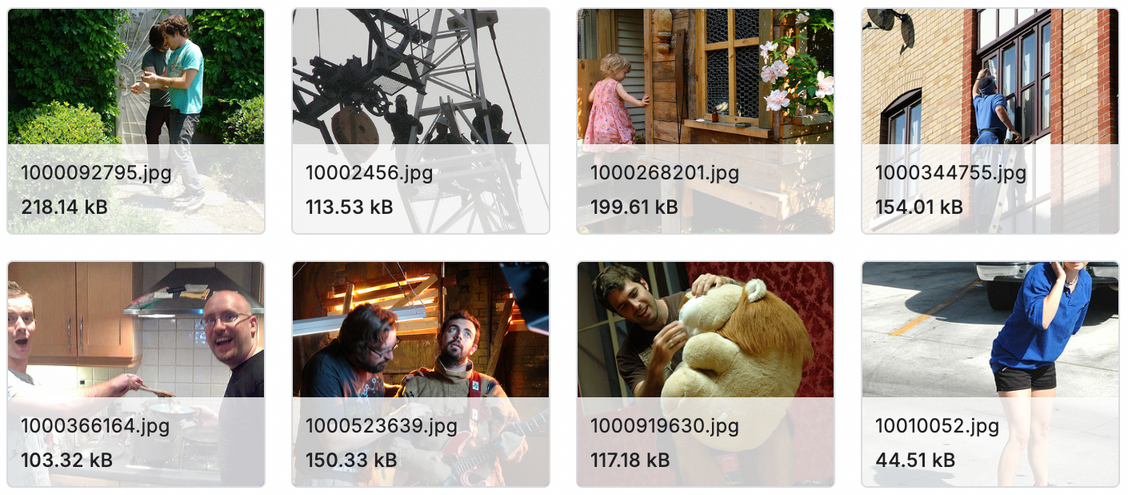 1000092795.jpg
218.14 kB
10002456.jpg
113.53 kB
1000268201.jpg
199.61 kB
1000344755.jpg
154.01 kB
1000366164.jpg
103.32 kB
1000523639.jpg
150.33 kB
1000919630.jpg
117.18 kB
10010052.jpg
44.51 kB